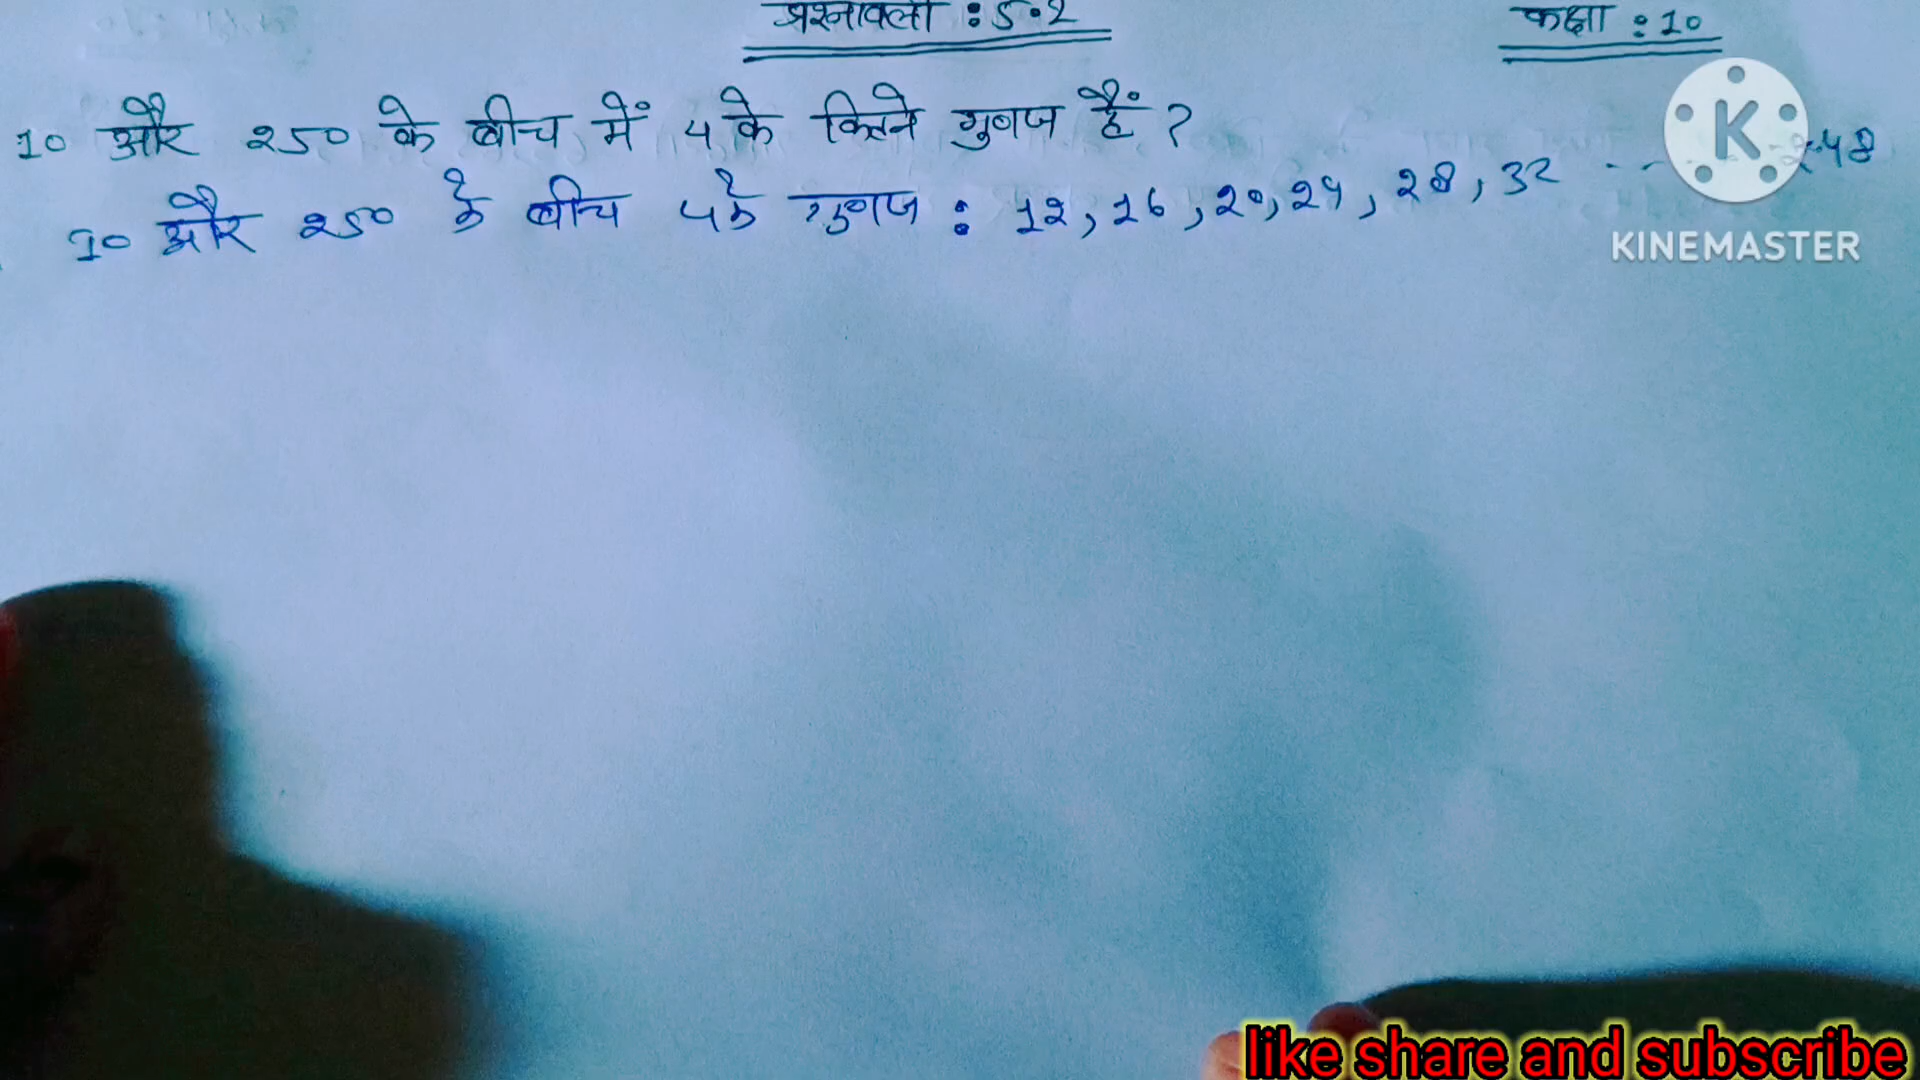 प्रश्नावली : 5.2
कक्षा : 10
10 और 250 के बीच में 4 के कितने गुणज हैं ?
10 और 250 के बीच 4 के गुणज : 12, 16, 20, 24, 28, 32 ---- 248
K
KINEMASTER
like share and subscribe